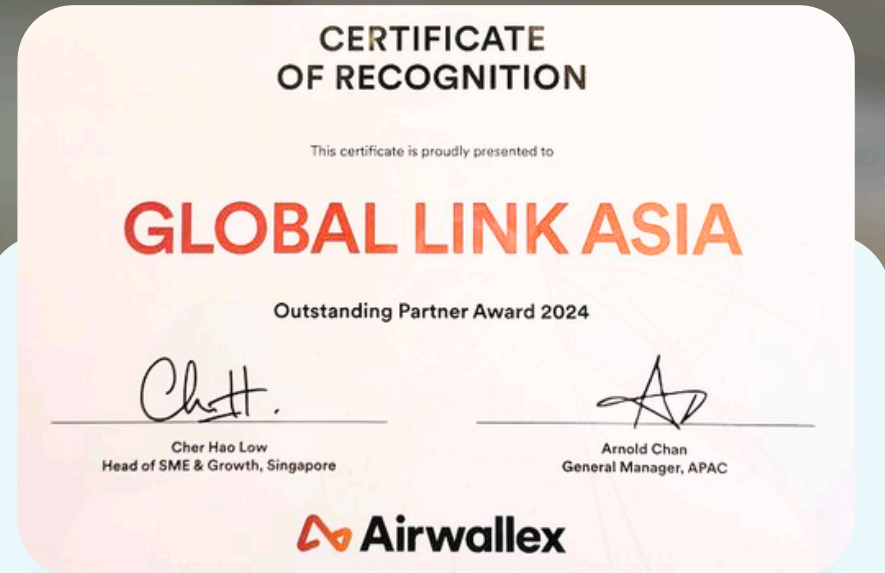 CERTIFICATE
OF RECOGNITION
This certificate is proudly presented to
GLOBAL LINK ASIA
Outstanding Partner Award 2024
Cher Hao Low
Head of SME & Growth, Singapore
Arnold Chan
General Manager, APAC
Airwallex